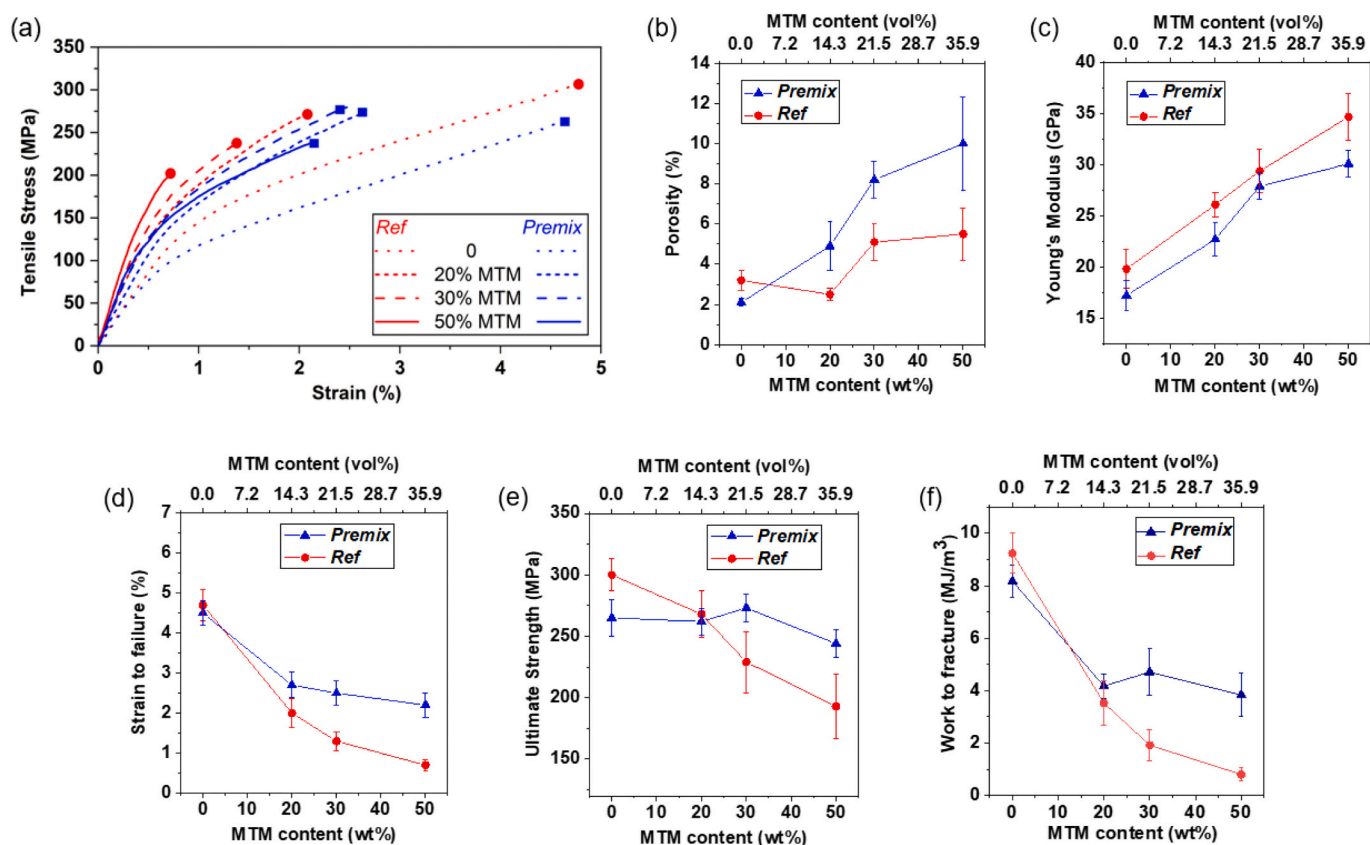 (a)
350
300
250
200
150
100
50
0
Tensile Stress (MPa)
0 1 2 3 4 5
Strain (%)
Ref Premix
0
20% MTM
30% MTM
50% MTM
(b)
MTM content (vol%)
0.0 7.2 14.3 21.5 28.7 35.9
14
12
10
8
6
4
2
0
Porosity (%)
Premix
Ref
0 10 20 30 40 50
MTM content (wt%)
(c)
MTM content (vol%)
0.0 7.2 14.3 21.5 28.7 35.9
40
35
30
25
20
15
Young's Modulus (GPa)
Premix
Ref
0 10 20 30 40 50
MTM content (wt%)
(d)
MTM content (vol%)
0.0 7.2 14.3 21.5 28.7 35.9
7
6
5
4
3
2
1
0
Strain to failure (%)
Premix
Ref
0 10 20 30 40 50
MTM content (wt%)
(e)
MTM content (vol%)
0.0 7.2 14.3 21.5 28.7 35.9
350
300
250
200
150
Ultimate Strength (MPa)
Premix
Ref
0 10 20 30 40 50
MTM content (wt%)
(f)
MTM content (vol%)
0.0 7.2 14.3 21.5 28.7 35.9
10
8
6
4
2
0
Work to fracture (MJ/m³)
Premix
Ref
0 10 20 30 40 50
MTM content (wt%)